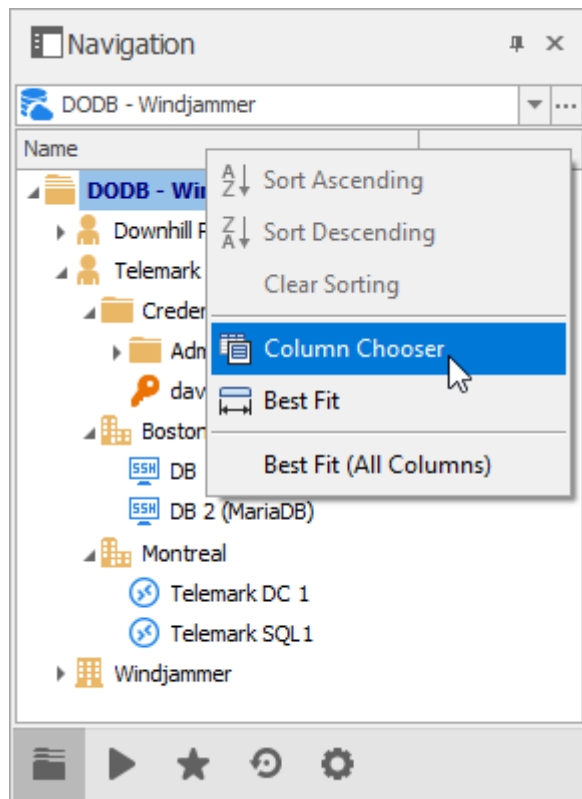 Navigation
DODB - Windjammer
Name
DODB - Wi
Sort Ascending
Downhill
Sort Descending
Telemark
Clear Sorting
Creder
Adm
Column Chooser
dav
Best Fit
Boston
SSH DB
Best Fit (All Columns)
SSH DB 2 (MariaDB)
Montreal
Telemark DC 1
Telemark SQL1
Windjammer